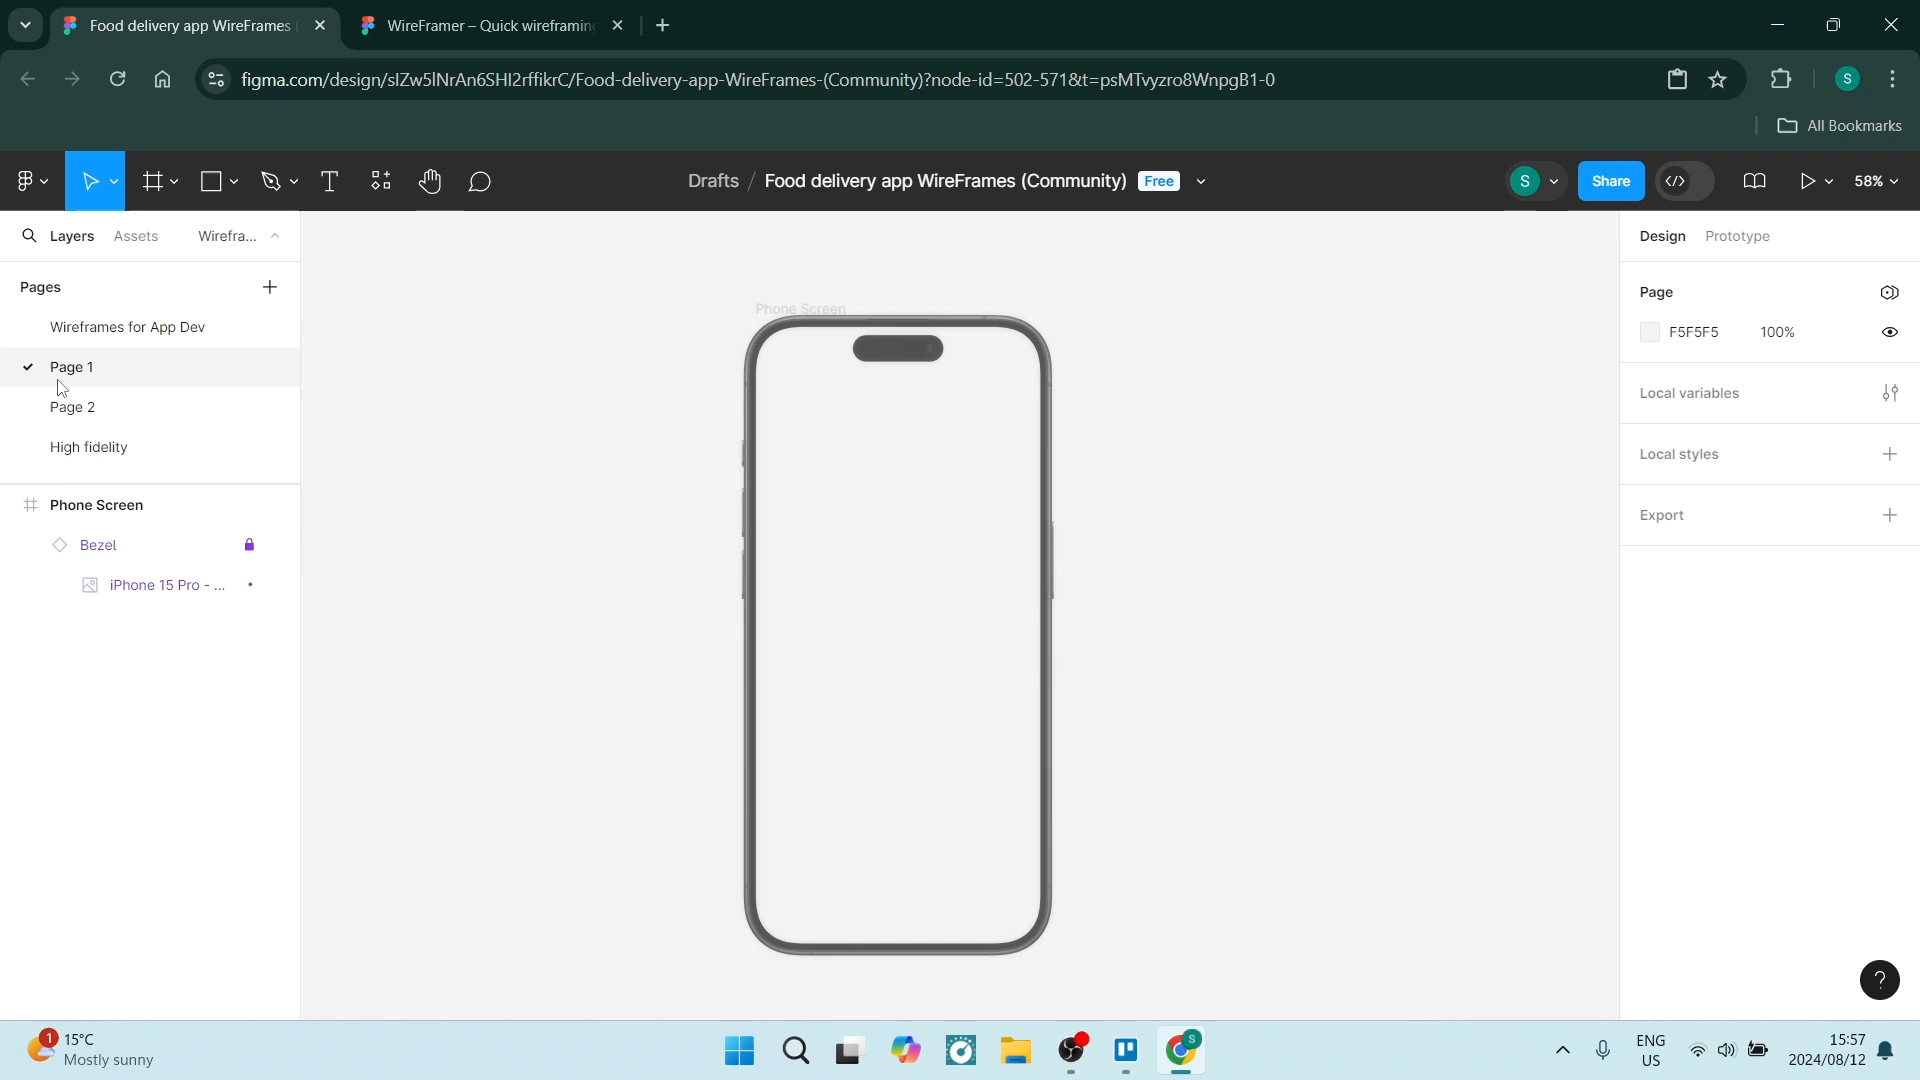 Food delivery app WireFrames (
WireFramer – Quick wireframing
figma.com/design/sIZw5lNrAn6SHI2rffikrC/Food-delivery-app-WireFrames-(Community)?node-id=502-571&t=psMTvyzro8WnpgB1-0
S
All Bookmarks
Drafts / Food delivery app WireFrames (Community) Free
S
Share
58%
Layers Assets Wirefra...
Design Prototype
Pages
Page
Wireframes for App Dev
F5F5F5 100%
Page 1
Local variables
Page 2
High fidelity
Local styles
Phone Screen
Export
Bezel
iPhone 15 Pro - ...
Phone Screen
?
1
15°C
Mostly sunny
S
ENG
US
15:57
2024/08/12